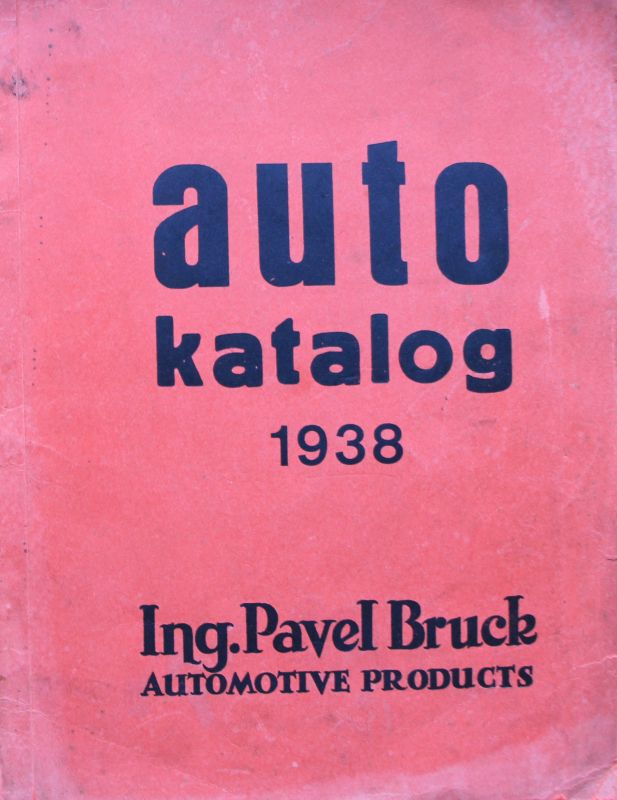 auto
katalog
1938
Ing. Pavel Bruck
AUTOMOTIVE PRODUCTS